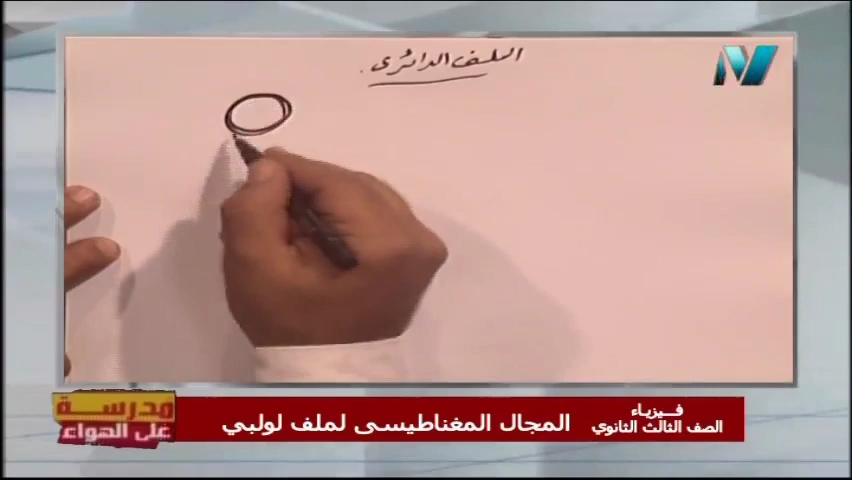 الملف الدائرى
فيزياء
الصف الثالث الثانوي
المجال المغناطيسى لملف لولبي
مدرسة
على الهواء